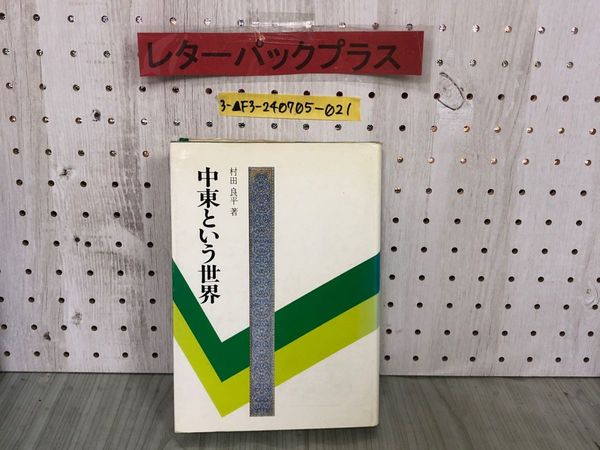 レターパックプラス
3-▲F3-240705-021
村田良平 著
中東という世界